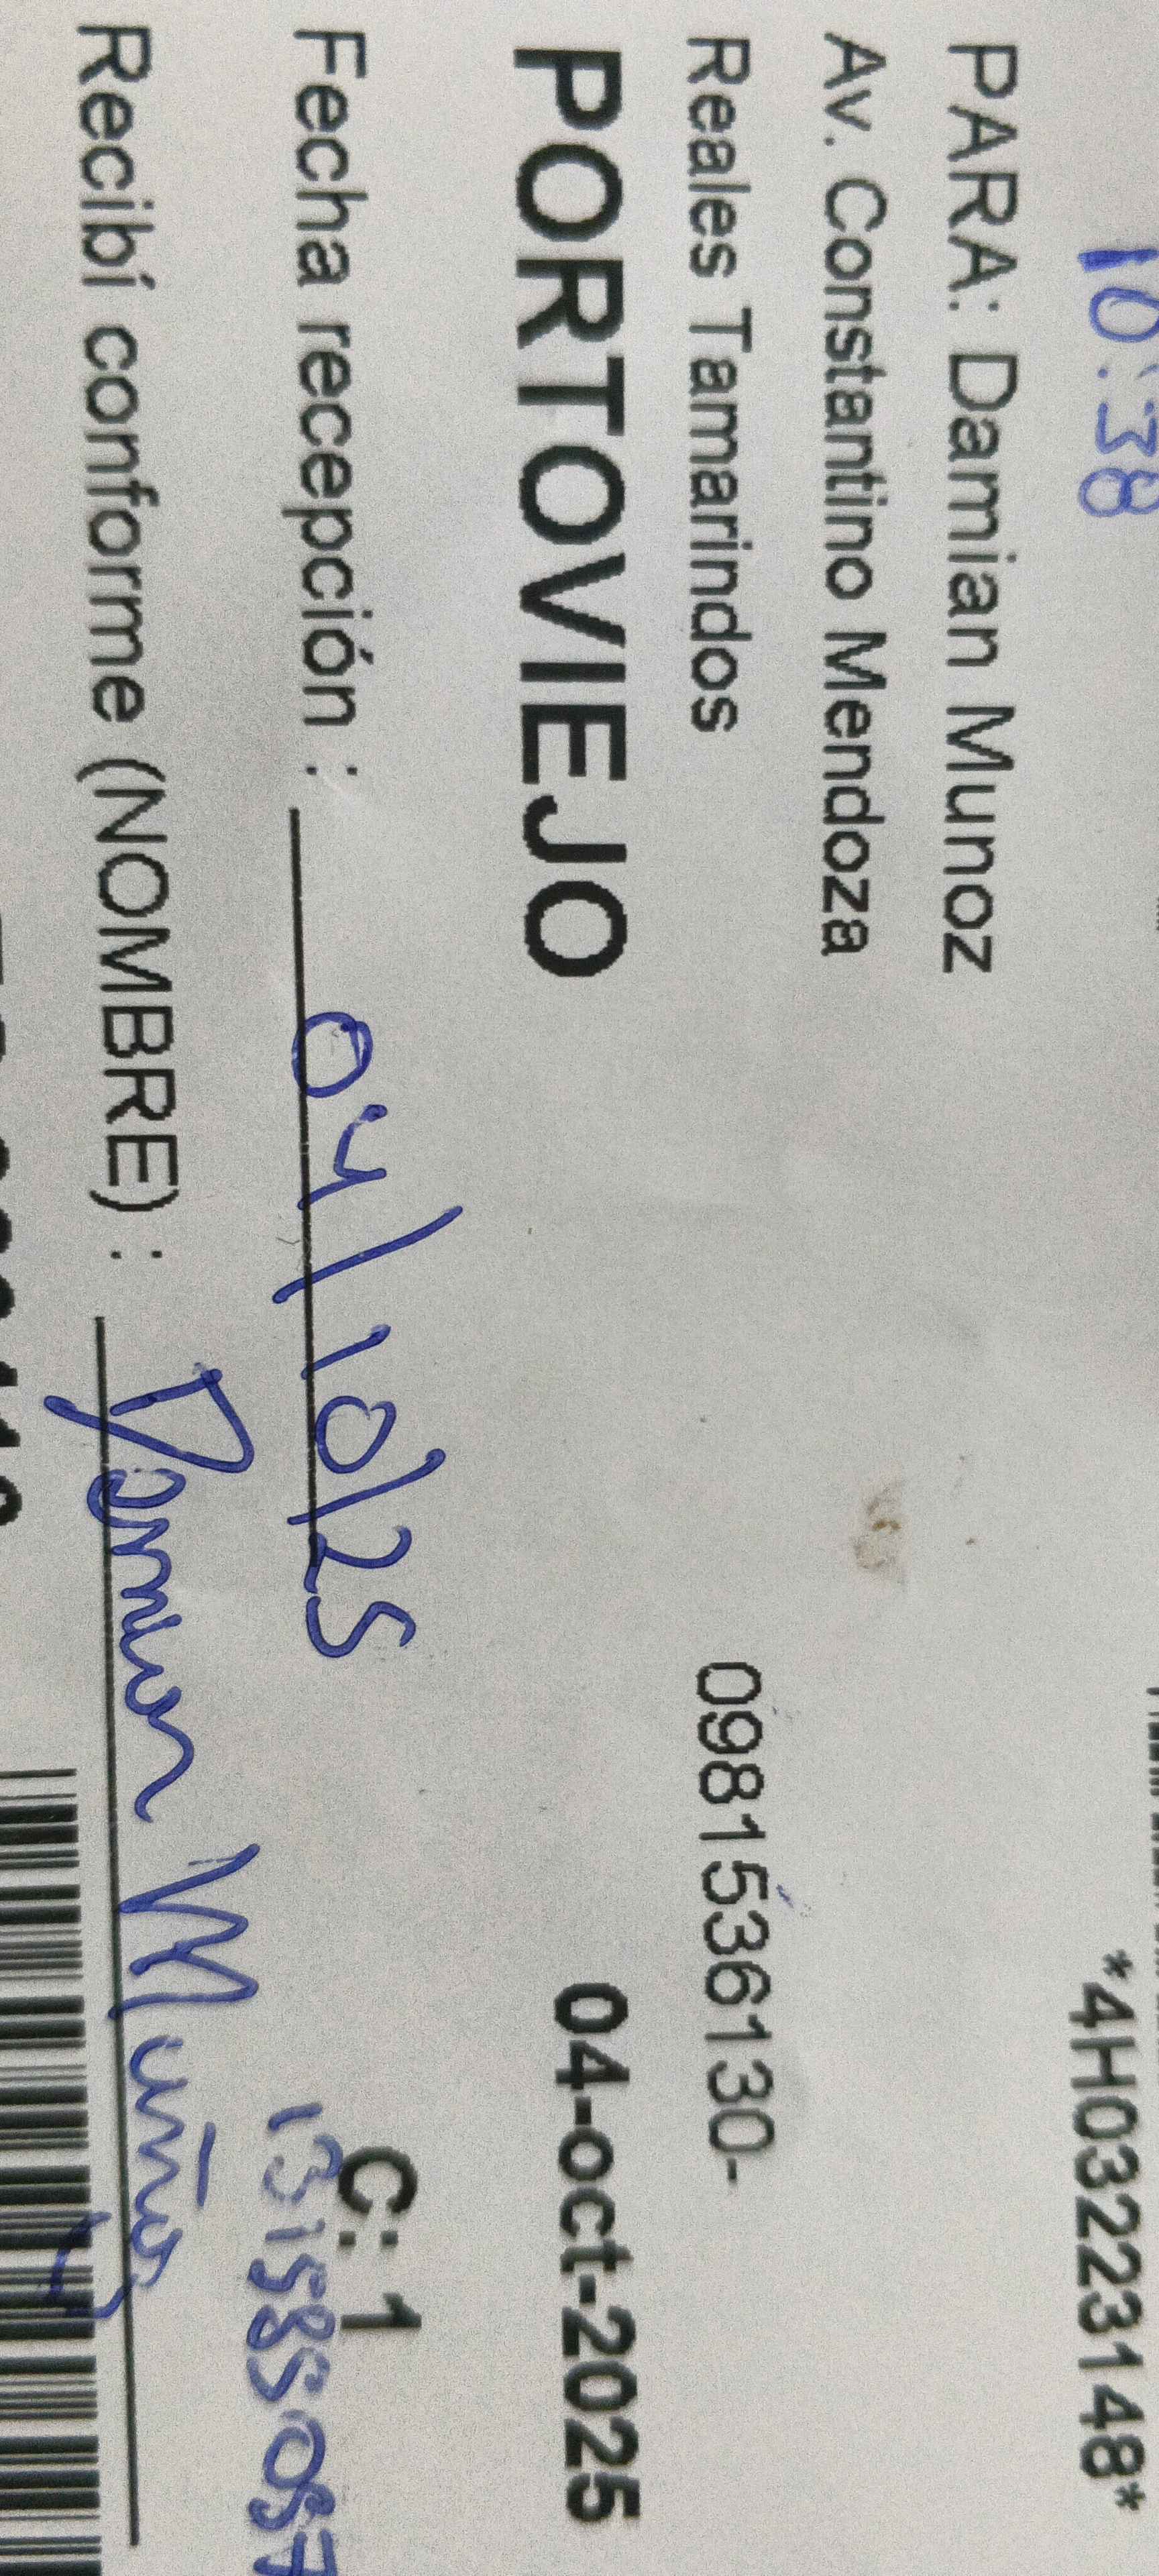 10:38
*4H03223148*
PARA: Damian Munoz
Av. Constantino Mendoza
Reales Tamarindos
0981536130-
PORTOVIEJO
04-oct-2025
Fecha recepción : 04/10/25
C: 1
Recibí conforme (NOMBRE) : Damian Muñoz